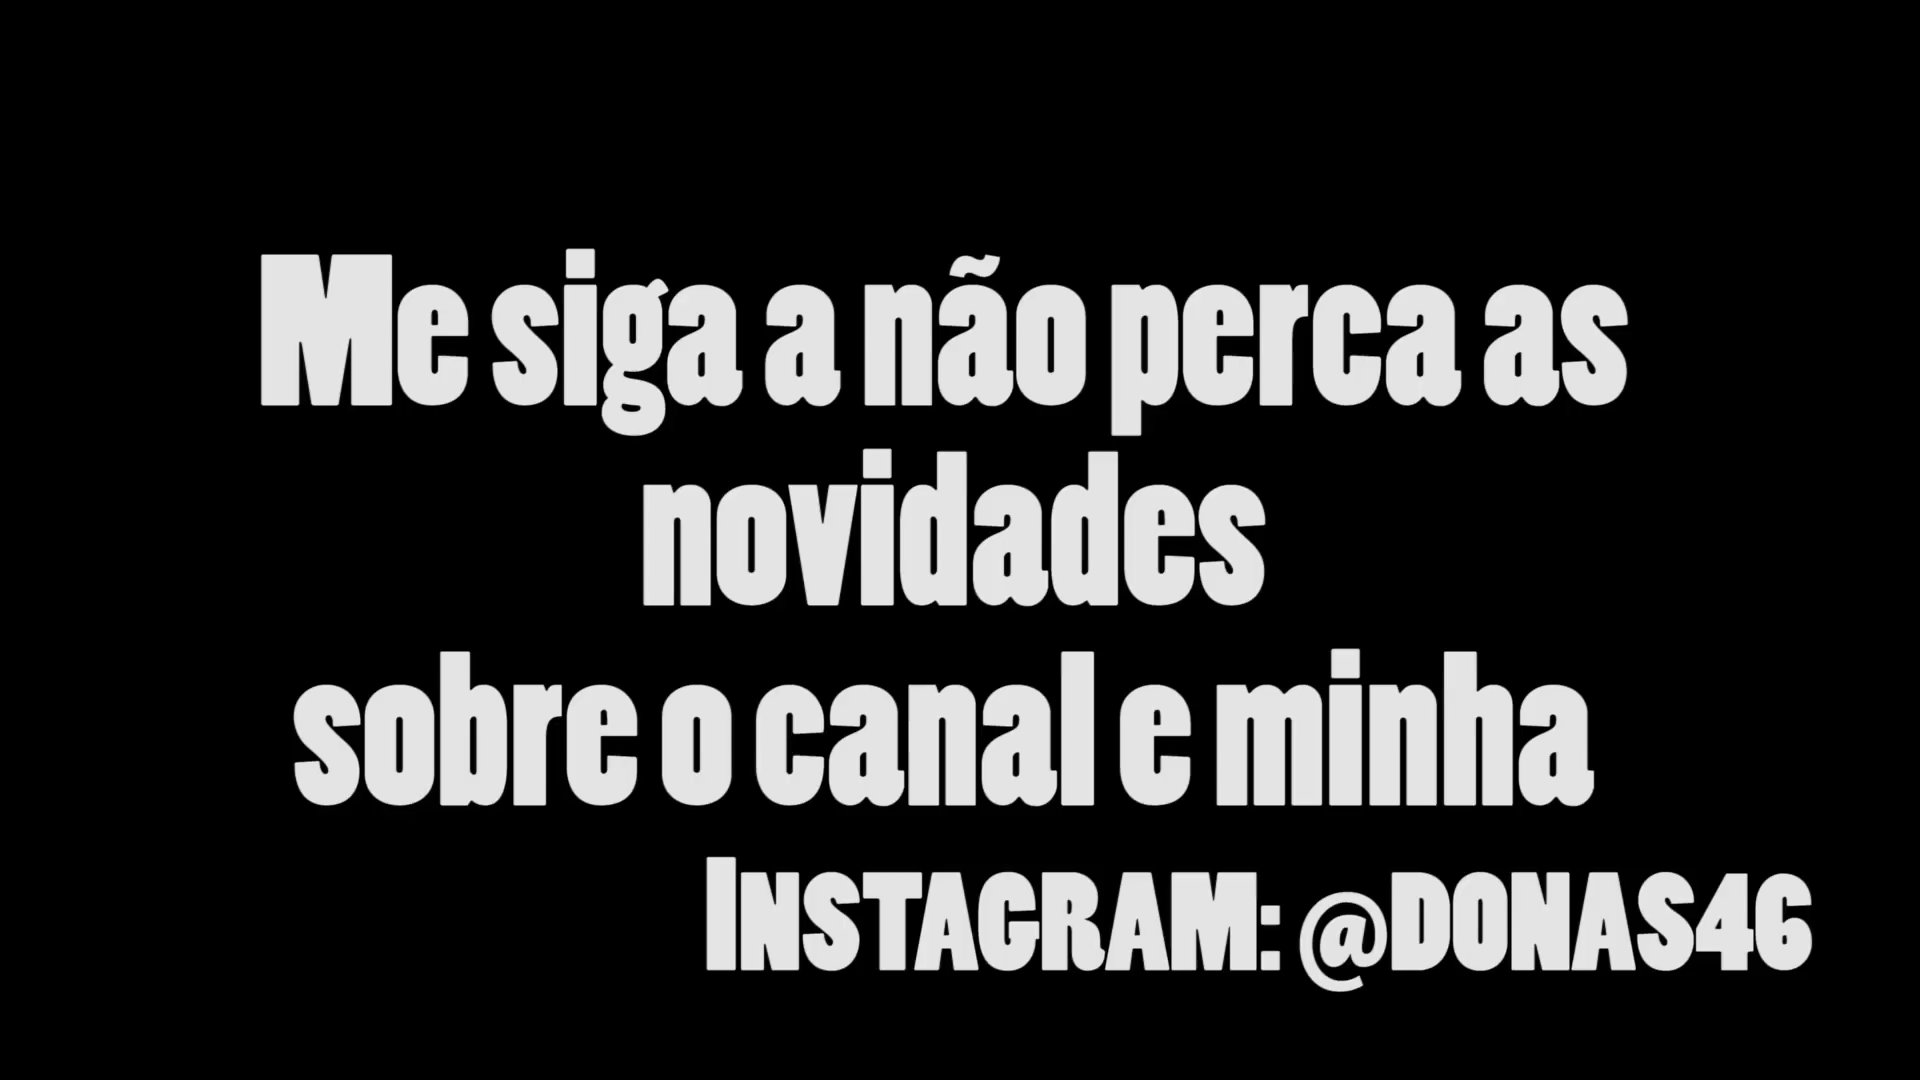 Me siga a não perca as
novidades
sobre o canal e minha
INSTAGRAM: @DONAS46